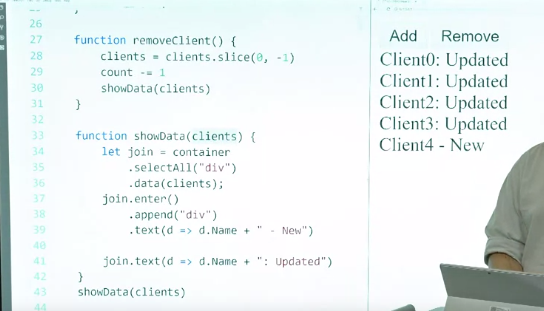 26
27 function removeClient() {
28 clients = clients.slice(0, -1)
29 count -= 1
30 showData(clients)
31 }
32
33 function showData(clients) {
34 let join = container
35 .selectAll("div")
36 .data(clients);
37 join.enter()
38 .append("div")
39 .text(d => d.Name + " - New")
40
41 join.text(d => d.Name + ": Updated")
42 }
43 showData(clients)
44
Add Remove
Client0: Updated
Client1: Updated
Client2: Updated
Client3: Updated
Client4 - New